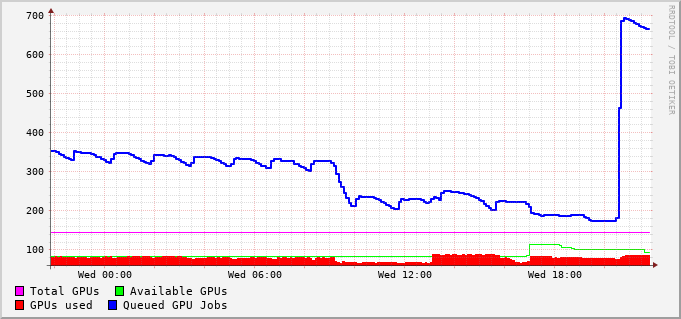 700
600
500
400
300
200
100
Wed 00:00 Wed 06:00 Wed 12:00 Wed 18:00
Total GPUs Available GPUs
GPUs used Queued GPU Jobs
RRDTOOL / TOBI OETIKER